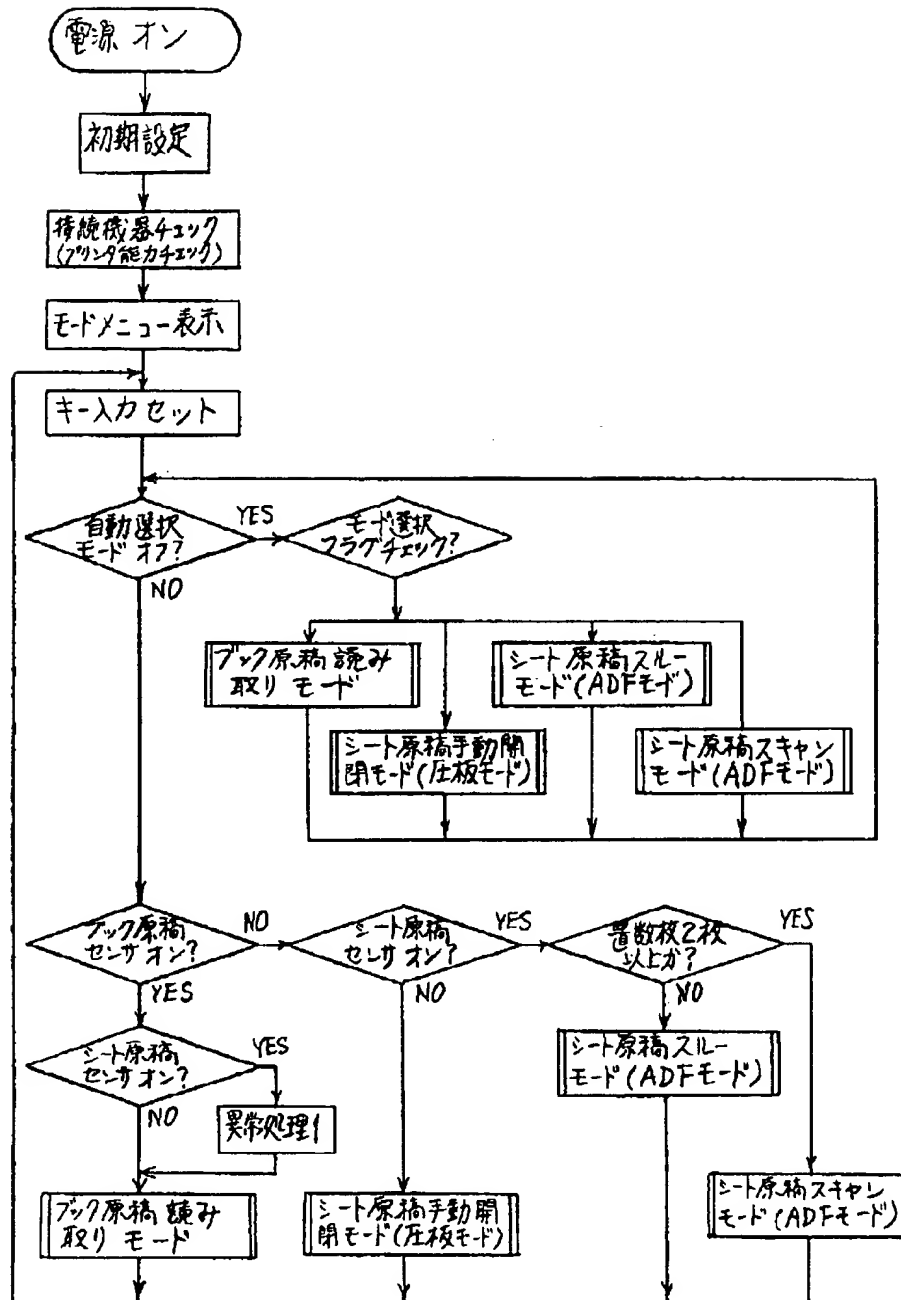 電源 オン
初期設定
接続機器チェック
(プリンタ能力チェック)
モードメニュー表示
キー入力セット
自動選択
モードオフ?
YES
NO
モード選択
フラグチェック?
ブック原稿読み
取りモード
シート原稿スルー
モード(ADFモード)
シート原稿手動開
閉モード(圧板モード)
シート原稿スキャン
モード(ADFモード)
ブック原稿
センサオン?
NO
YES
シート原稿
センサオン?
YES
NO
置数枚2枚
以上か?
YES
NO
シート原稿
センサオン?
YES
NO
シート原稿スルー
モード(ADFモード)
異常処理1
ブック原稿読み
取りモード
シート原稿手動開
閉モード(圧板モード)
シート原稿スキャン
モード(ADFモード)